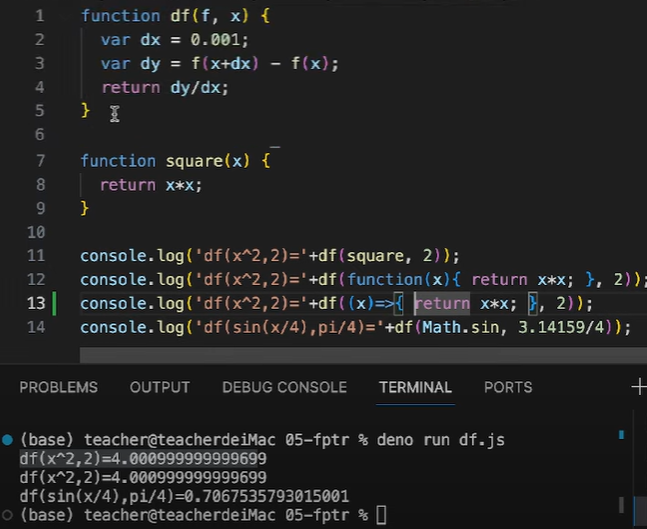 1 function df(f, x) {
2 var dx = 0.001;
3 var dy = f(x+dx) - f(x);
4 return dy/dx;
5 }
6
7 function square(x) {
8 return x*x;
9 }
10
11 console.log('df(x^2,2)='+df(square, 2));
12 console.log('df(x^2,2)='+df(function(x){ return x*x; }, 2));
13 console.log('df(x^2,2)='+df((x)=>{ return x*x; }, 2));
14 console.log('df(sin(x/4),pi/4)='+df(Math.sin, 3.14159/4));
PROBLEMS OUTPUT DEBUG CONSOLE TERMINAL PORTS
(base) teacher@teacherdeiMac 05-fptr % deno run df.js
df(x^2,2)=4.000999999999699
df(x^2,2)=4.000999999999699
df(sin(x/4),pi/4)=0.7067535793015001
(base) teacher@teacherdeiMac 05-fptr %